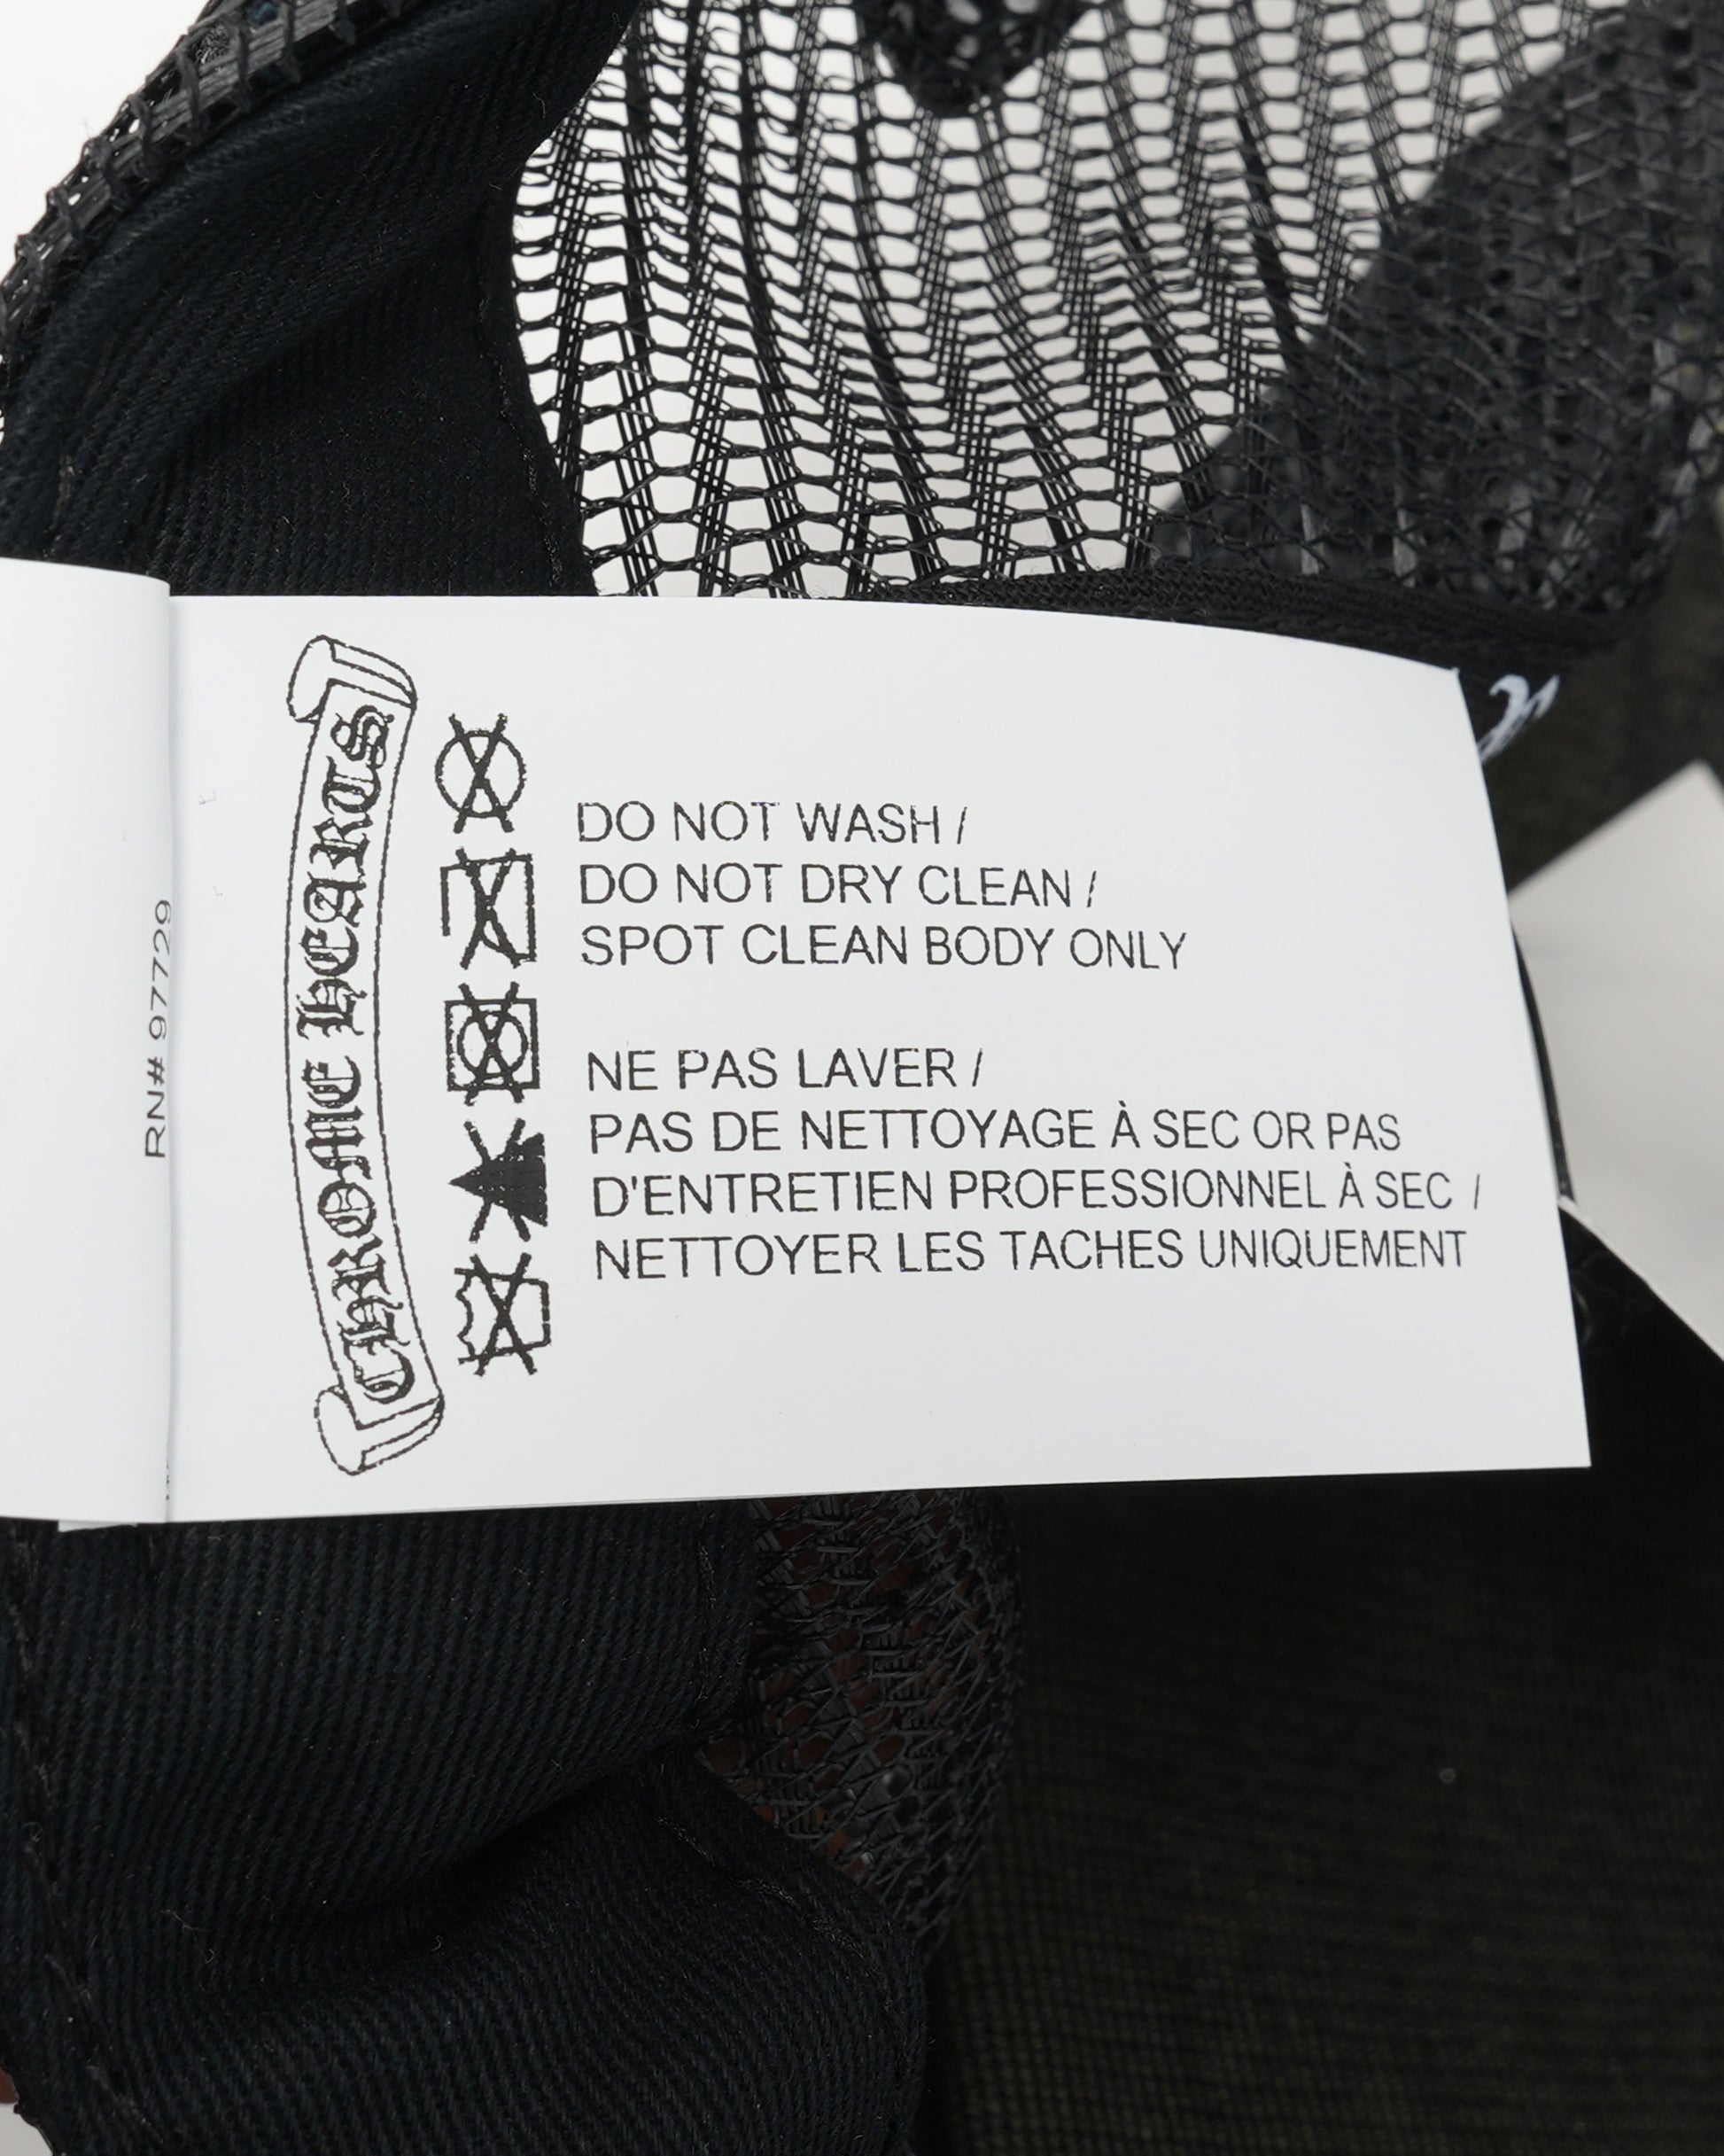 RN# 97729
CHROME HEARTS
DO NOT WASH /
DO NOT DRY CLEAN /
SPOT CLEAN BODY ONLY
NE PAS LAVER /
PAS DE NETTOYAGE À SEC OR PAS
D'ENTRETIEN PROFESSIONNEL À SEC /
NETTOYER LES TACHES UNIQUEMENT